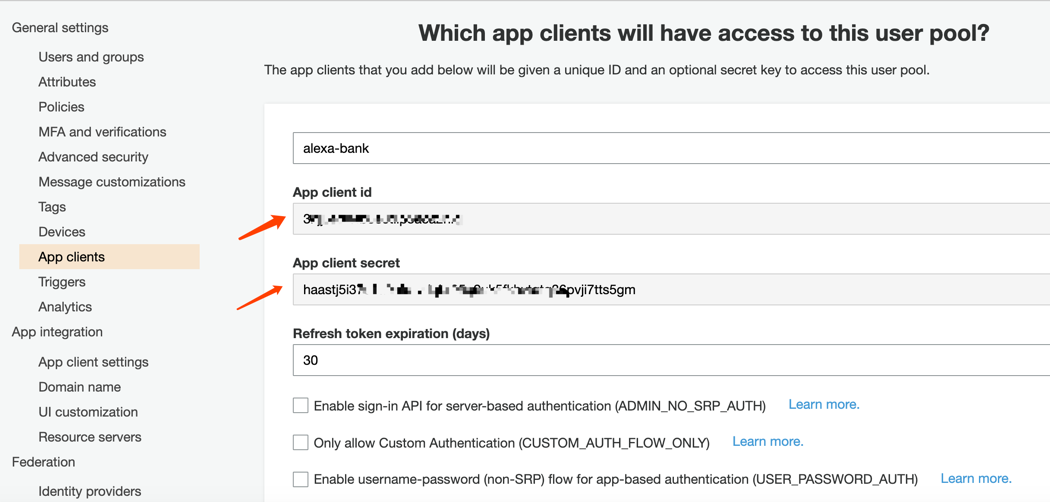 General settings
Users and groups
Attributes
Policies
MFA and verifications
Advanced security
Message customizations
Tags
Devices
App clients
Triggers
Analytics
App integration
App client settings
Domain name
UI customization
Resource servers
Federation
Identity providers
Which app clients will have access to this user pool?
The app clients that you add below will be given a unique ID and an optional secret key to access this user pool.
alexa-bank
App client id
App client secret
Refresh token expiration (days)
30
Enable sign-in API for server-based authentication (ADMIN_NO_SRP_AUTH) Learn more.
Only allow Custom Authentication (CUSTOM_AUTH_FLOW_ONLY) Learn more.
Enable username-password (non-SRP) flow for app-based authentication (USER_PASSWORD_AUTH) Learn more.